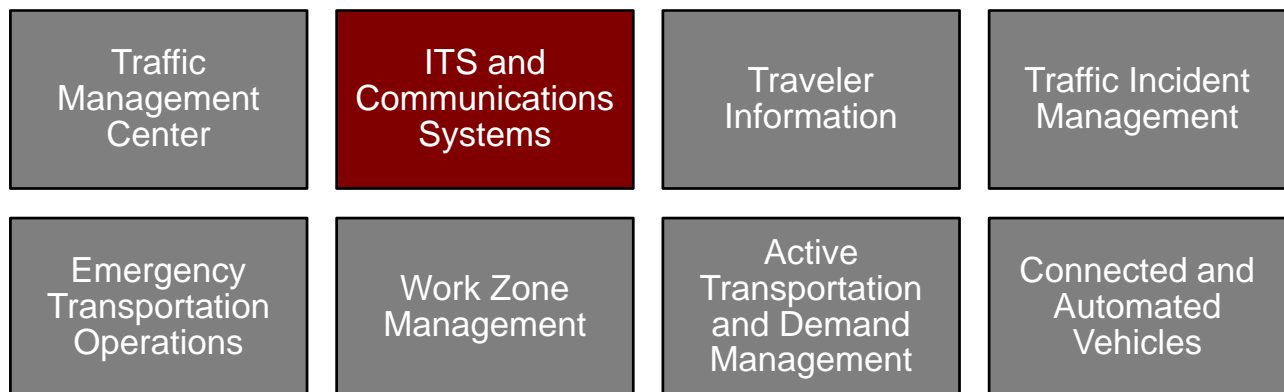 Traffic
Management
Center
ITS and
Communications
Systems
Traveler
Information
Traffic Incident
Management
Emergency
Transportation
Operations
Work Zone
Management
Active
Transportation
and Demand
Management
Connected and
Automated
Vehicles